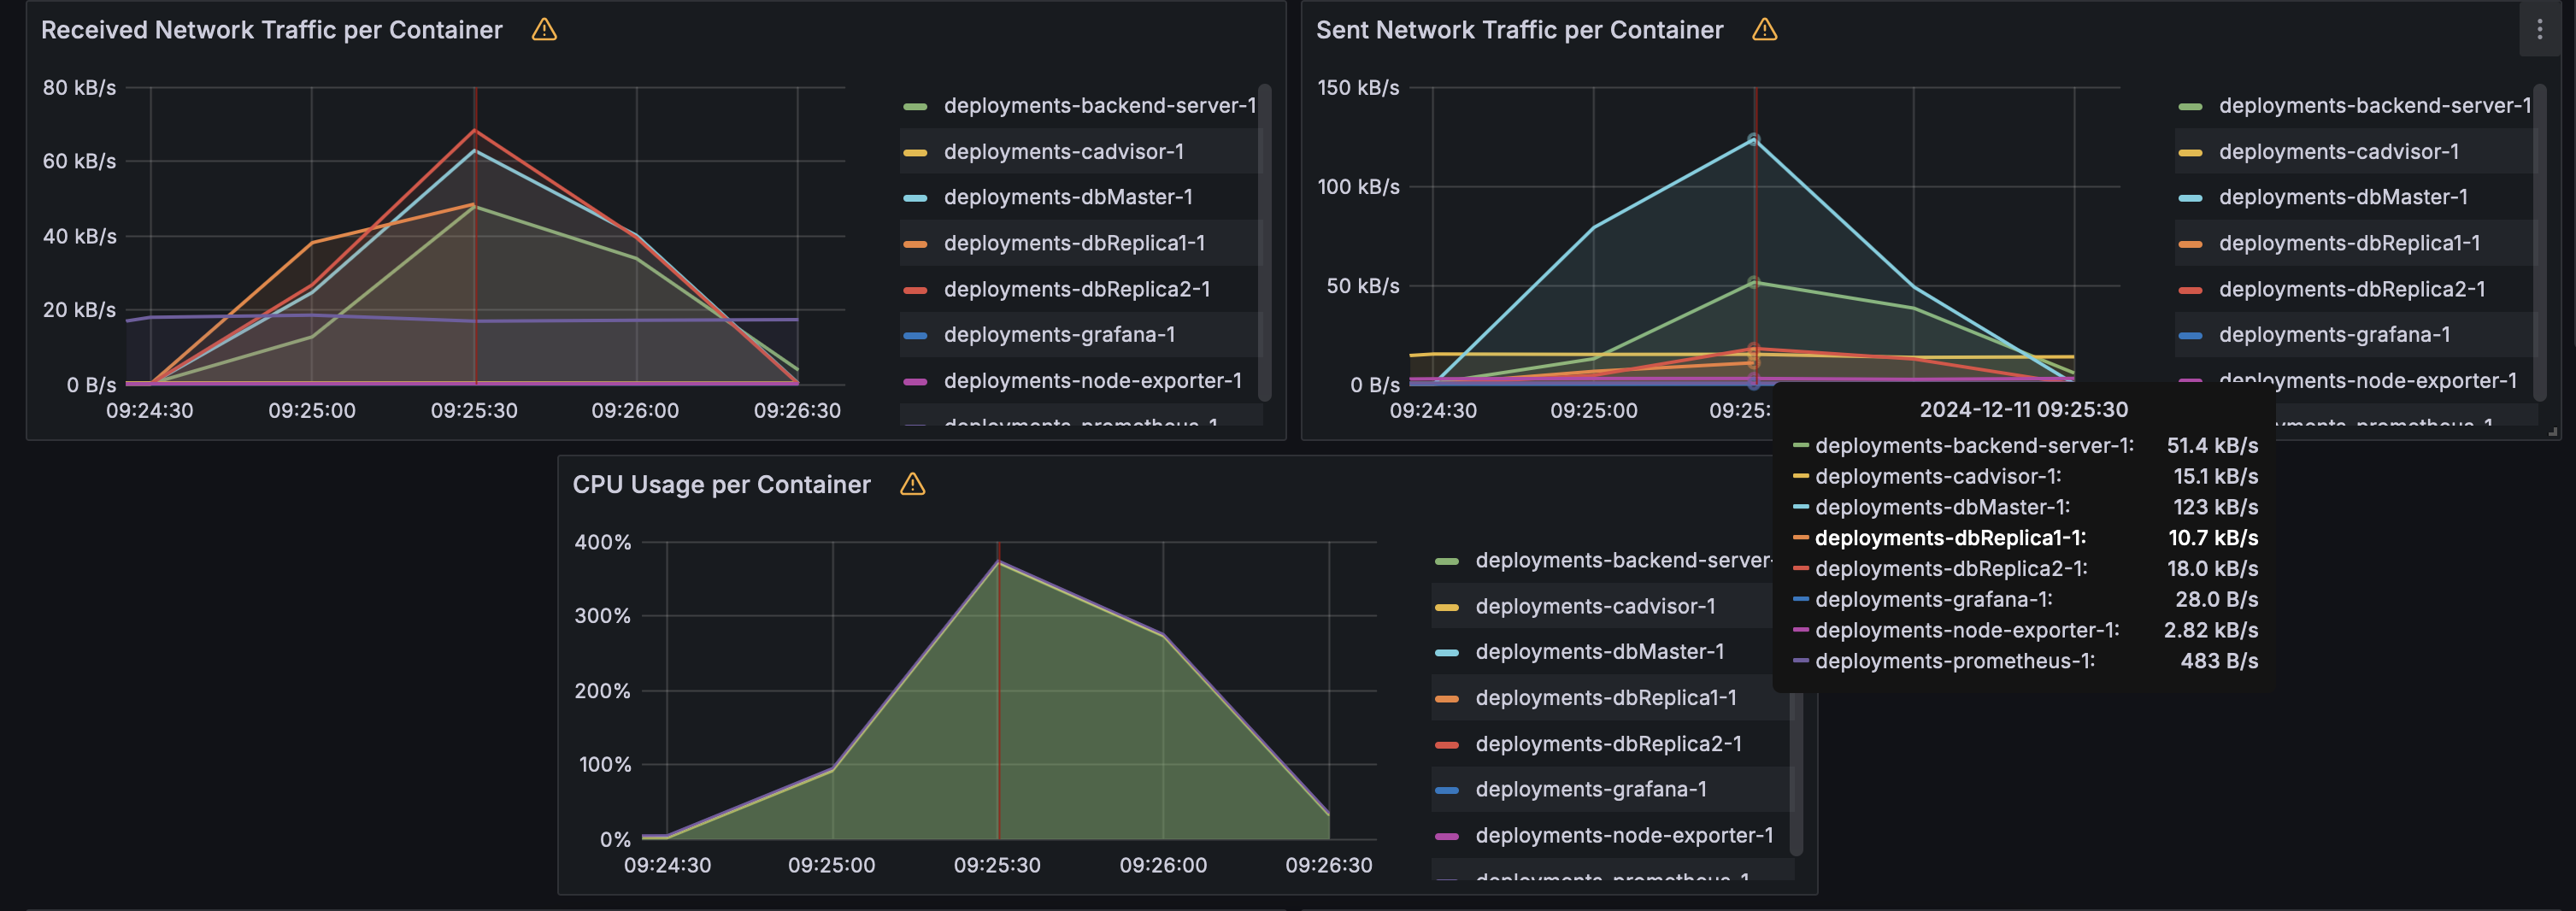 Received Network Traffic per Container
80 kB/s
60 kB/s
40 kB/s
20 kB/s
0 B/s
09:24:30 09:25:00 09:25:30 09:26:00 09:26:30
deployments-backend-server-1
deployments-cadvisor-1
deployments-dbMaster-1
deployments-dbReplica1-1
deployments-dbReplica2-1
deployments-grafana-1
deployments-node-exporter-1
deployments-prometheus-1
Sent Network Traffic per Container
150 kB/s
100 kB/s
50 kB/s
0 B/s
09:24:30 09:25:00 09:25:
deployments-backend-server-1
deployments-cadvisor-1
deployments-dbMaster-1
deployments-dbReplica1-1
deployments-dbReplica2-1
deployments-grafana-1
deployments-node-exporter-1
2024-12-11 09:25:30
deployments-backend-server-1: 51.4 kB/s
deployments-cadvisor-1: 15.1 kB/s
deployments-dbMaster-1: 123 kB/s
deployments-dbReplica1-1: 10.7 kB/s
deployments-dbReplica2-1: 18.0 kB/s
deployments-grafana-1: 28.0 B/s
deployments-node-exporter-1: 2.82 kB/s
deployments-prometheus-1: 483 B/s
CPU Usage per Container
400%
300%
200%
100%
0%
09:24:30 09:25:00 09:25:30 09:26:00 09:26:30
deployments-backend-server-
deployments-cadvisor-1
deployments-dbMaster-1
deployments-dbReplica1-1
deployments-dbReplica2-1
deployments-grafana-1
deployments-node-exporter-1
deployments-prometheus-1